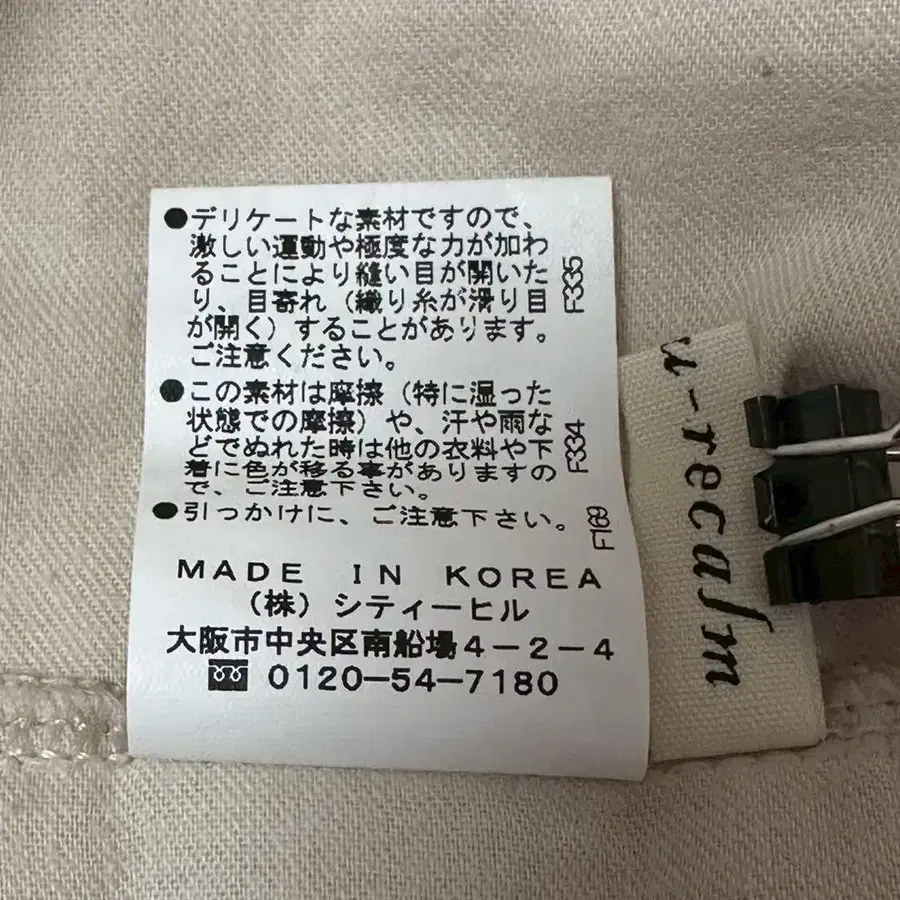 ●デリケートな素材ですので、
激しい運動や極度な力が加わ
ることにより縫い目が開いた
り、目寄れ（織り糸が滑り目
が開く）することがあります。
ご注意ください。
F335
●この素材は摩擦（特に湿った
状態での摩擦）や、汗や雨な
どでぬれた時は他の衣料や下
着に色が移る事がありますの
で、ご注意下さい。
F334
●引っかけに、ご注意下さい。
F189
MADE IN KOREA
（株）シティーヒル
大阪市中央区南船場4-2-4
0120-54-7180
u-recalm